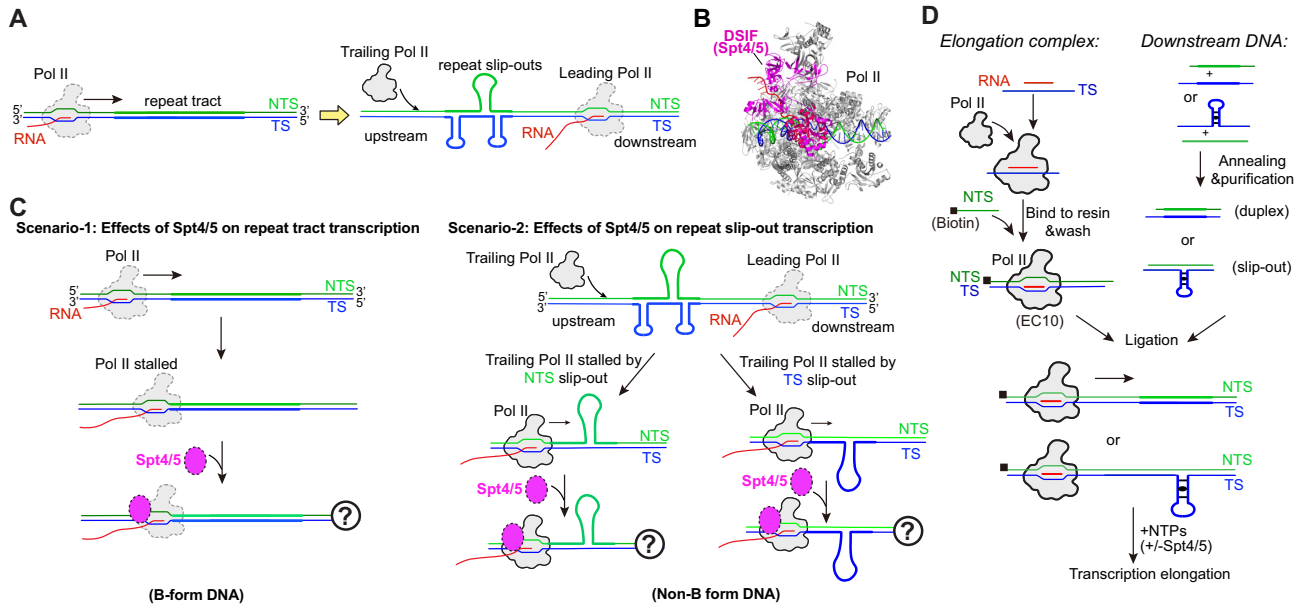 A
Pol II
repeat tract
NTS
5'
3'
3'
5'
TS
RNA
Trailing Pol II
repeat slip-outs
Leading Pol II
NTS
TS
upstream
RNA
downstream
B
DSIF
(Spt4/5)
Pol II
C
Scenario-1: Effects of Spt4/5 on repeat tract transcription
Pol II
5'
3'
NTS
3'
5'
TS
RNA
Pol II stalled
Spt4/5
?
(B-form DNA)
Scenario-2: Effects of Spt4/5 on repeat slip-out transcription
Trailing Pol II
Leading Pol II
5'
3'
NTS
3'
5'
TS
upstream
RNA
downstream
Trailing Pol II stalled by
NTS slip-out
Trailing Pol II stalled by
TS slip-out
Pol II
NTS
TS
Spt4/5
?
Pol II
NTS
TS
Spt4/5
?
(Non-B form DNA)
D
Elongation complex:
Downstream DNA:
RNA
TS
Pol II
+
or
+
Annealing
&purification
NTS
(Biotin)
Bind to resin
&wash
Pol II
NTS
TS
(EC10)
(duplex)
or
(slip-out)
Ligation
NTS
TS
or
NTS
TS
+NTPs
(+/-Spt4/5)
Transcription elongation